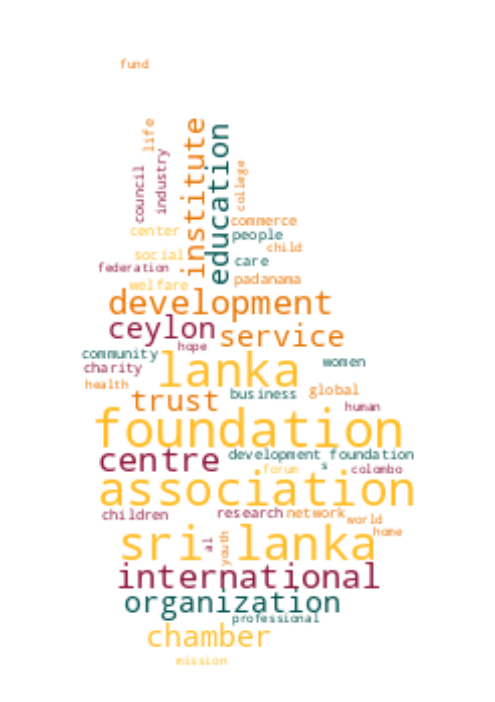 fund
life
institute
education
industry
council
college
commerce
center
people
child
social
care
federation
padanama
welfare
development
ceylon
service
hope
community
lanka
women
charity
health
trust
business
global
human
foundation
centre
development foundation
forum
s
colombo
association
children
research
network
world
home
sri lanka
al
youth
international
organization
professional
chamber
mission